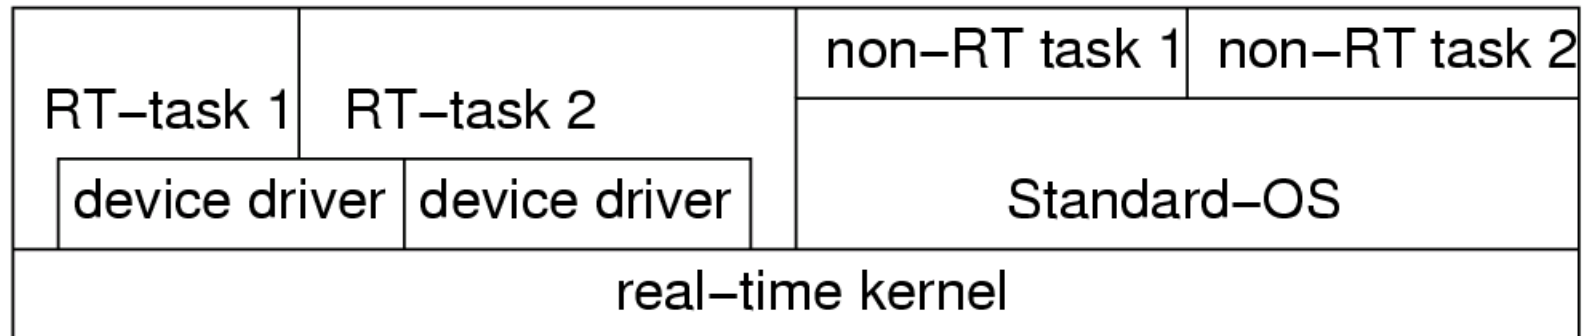 non−RT task 1
non−RT task 2
RT−task 1
RT−task 2
device driver
device driver
Standard−OS
real−time kernel